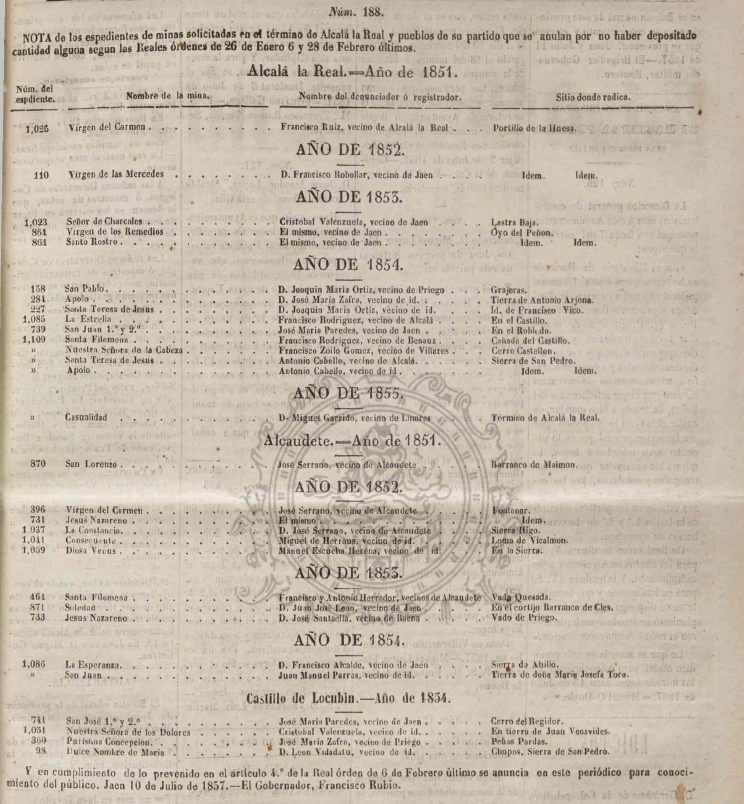 Núm. 188.
NOTA de los espedientes de minas solicitadas en el término de Alcalá la Real y pueblos de su partido que se anulan por no haber depositado
cantidad alguna segun las Reales órdenes de 26 de Enero 6 y 28 de Febrero últimos.
Alcalá la Real.—Año de 1851.
Núm. del espdiente. Nombre de la mina. Nombre del denunciador ó registrador. Sitio donde radica.
1,025 Vírgen del Carmen . . . . . . . . . Francisco Ruiz, vecino de Alcalá la Real . . . . Portillo de la Huesa.
AÑO DE 1852.
110 Vírgen de las Mercedes . . . . . . . . . D. Francisco Robollar, vecino de Jaen . . . . Idem. Idem.
AÑO DE 1853.
1,023 Señor de Charcales . . . . . . . . . Cristobal Valenzuela, vecino de Jaen . . . . Lastra Baja.
864 Vírgen de los Remedios . . . . . . . . . El mismo, vecino de Jaen . . . . Oyo del Peñon.
861 Santo Rostro . . . . . . . . . El mismo, vecino de Jaen . . . . Idem. Idem.
AÑO DE 1854.
158 San Pablo . . . . . . . . . D. Joaquin Maria Ortiz, vecino de Priego . . . . Grajeras.
284 Apolo . . . . . . . . . D. José Maria Zafra, vecino de id. . . . . Tierra de Antonio Arjona.
227 Santa Teresa de Jesus . . . . . . . . . D. Joaquin Maria Ortiz, vecino de id. . . . . Id. de Francisco Vico.
1,085 La Estrella . . . . . . . . . Francisco Rodriguez, vecino de Alcalá . . . . En el Castillo.
739 San Juan 1.º y 2.º . . . . . . . . . José Maria Paredes, vecino de Jaen . . . . En el Robledo.
1,109 Santa Filomena . . . . . . . . . Francisco Rodriguez, vecino de Benauz . . . . Cañada del Castillo.
» Nuestra Señora de la Cabeza . . . . . . . . . Francisco Zoilo Gomez, vecino de Villares . . . . Cerro Castellon.
» Santa Teresa de Jesus . . . . . . . . . Antonio Cabello, vecino de Alcalá. . . . . Sierra de San Pedro.
» Apolo . . . . . . . . . Antonio Cabello, vecino de id . . . . Idem. Idem.
AÑO DE 1855.
» Casualidad . . . . . . . . . D. Miguel Garrido, vecino de Linares . . . . Término de Alcalá la Real.
Alcaudete.—Año de 1851.
870 San Lorenzo . . . . . . . . . José Serrano, vecino de Alcaudete . . . . Barranco de Maimon.
AÑO DE 1852.
396 Vírgen del Carmen . . . . . . . . . José Serrano, vecino de Alcaudete . . . . Fontanar.
731 Jesus Nazareno . . . . . . . . . El mismo . . . . Idem.
1.037 La Constancia. . . . . . . . . . D. José Serrano, vecino de Alcaudete . . . . Sierra Higo.
1,041 Consecuente . . . . . . . . . Miguel de Herraus, vecino de id. . . . . Loma de Vicalmon.
1,059 Diosa Venus . . . . . . . . . Manuel Escucha Herena, vecino de id. . . . . En la Sierra.
AÑO DE 1853.
461 Santa Filomena . . . . . . . . . Francisco y Antonio Herrador, vecinos de Alcaudete Vado Quesada.
871 Soledad . . . . . . . . . D. Juan José Leon, vecino de Jaen . . . . En el cortijo Barranco de Cles.
733 Jesus Nazareno . . . . . . . . . D. José Santaella, vecino de Baena . . . . Vado de Priego.
AÑO DE 1854.
1,086 La Esperanza. . . . . . . . . . D. Francisco Alcalde, vecino de Jaen . . . . Sierra de Ahillo.
» San Juan . . . . . . . . . Juan Manuel Parras, vecino de id. . . . . Tierra de doña Maria Josefa Toro.
Castillo de Locubin.—Año de 1854.
741 San José 1.º y 2.º . . . . . . . . . José Maria Paredes, vecino de Jaen . . . . Cerro del Regidor.
1,051 Nuestra Señora de los Dolores . . . . . . . . . Cristobal Valenzuela, vecino de id. . . . . En tierra de Juan Venavides.
360 Purísima Concepcion. . . . . . . . . . José Maria Zafra, vecino de Priego . . . . Peñas Pardas.
98 Dulce Nombre de Maria . . . . . . . . . D. Leon Vidadatu, vecino de id. . . . . Chopos, Sierra de San Pedro.
Y en cumplimiento de lo prevenido en el artículo 4.º de la Real órden de 6 de Febrero último se anuncia en este periódico para conoci-
miento del público. Jaen 10 de Julio de 1857.—El Gobernador, Francisco Rubio.